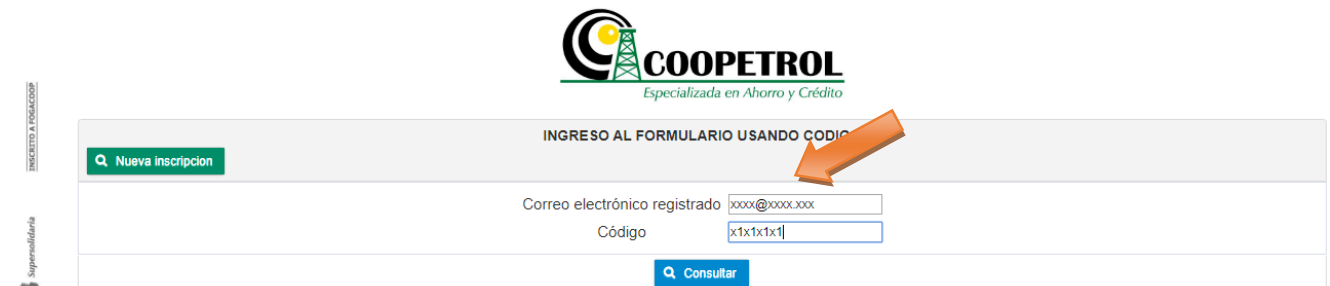 COOPETROL
Especializada en Ahorro y Crédito
INSCRITO A FOGACOOP
INGRESO AL FORMULARIO USANDO CODIG
Nueva inscripcion
Correo electrónico registrado xxxx@xxxx.xxx
Código x1x1x1x1
Supersolidaria
Consultar